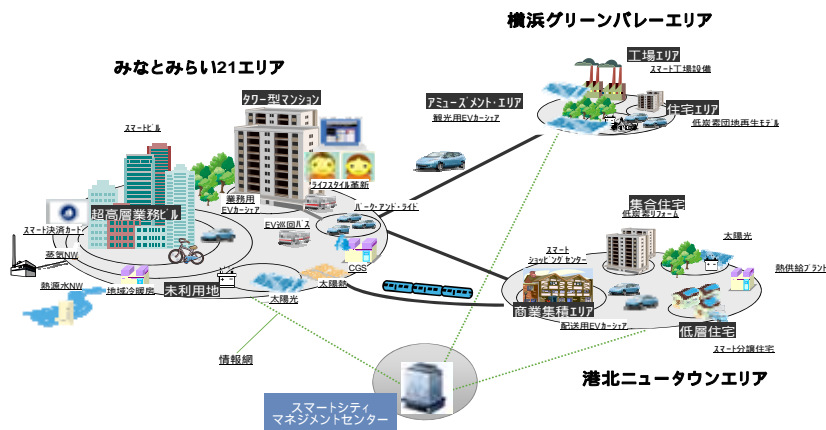 横浜グリーンバレーエリア
工場エリア
スマート工場設備
みなとみらい21エリア
タワー型マンション
アミューズメント・エリア
観光用EVカーシェア
住宅エリア
低炭素団地再生モデル
スマートビル
ライフスタイル革新
業務用
EVカーシェア
パーク・アンド・ライド
超高層業務ビル
スマート決済カート
EV巡回バス
蒸気NW
CGS
熱源水NW
地域冷暖房
未利用地
太陽熱
太陽光
集合住宅
低炭素リフォーム
太陽光
スマート
ショッピングセンター
熱供給プラント
商業集積エリア
配送用EVカーシェア
低層住宅
スマート分譲住宅
情報網
港北ニュータウンエリア
スマートシティ
マネジメントセンター